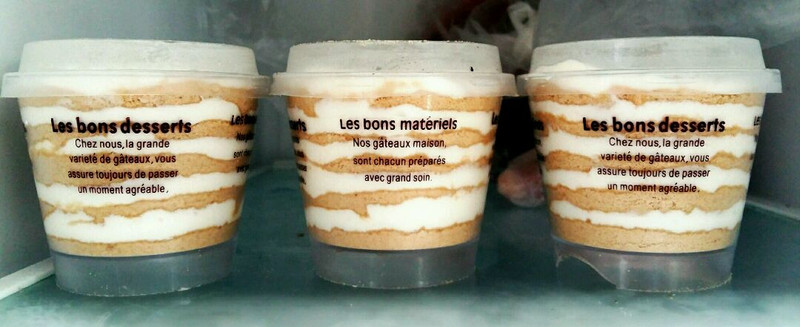 Les bons desserts
Chez nous, la grande
varieté de gâteaux, vous
assure toujours de passer
un moment agréable.
Les bons matériels
Nos gâteaux maison,
sont chacun préparés
avec grand soin.
Les bons desserts
Chez nous, la grande
varieté de gâteaux, vous
assure toujours de passer
un moment agréable.